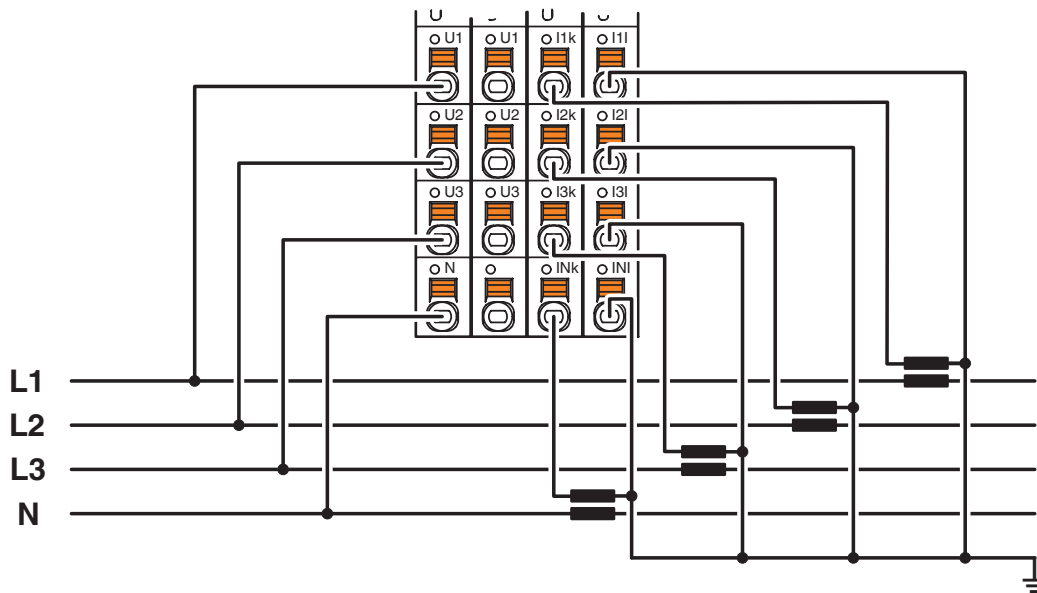 U1 U1 I1k I1l
U2 U2 I2k I2l
U3 U3 I3k I3l
N INk INl
L1
L2
L3
N